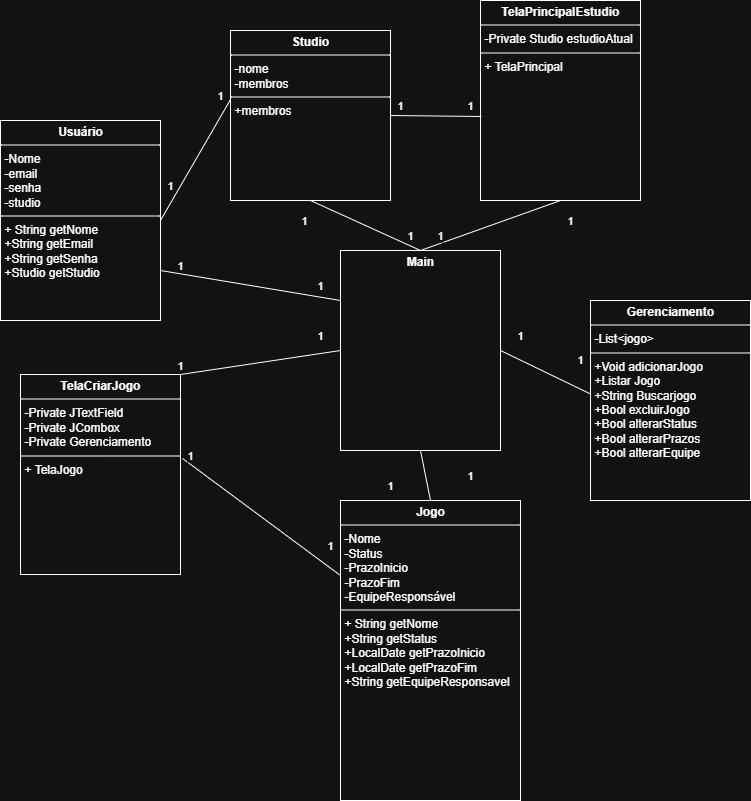 TelaPrincipalEstudio
-Private Studio estudioAtual
+ TelaPrincipal
Studio
-nome
-membros
+membros
1
1
1
Usuário
-Nome
-email
-senha
-studio
+ String getNome
+String getEmail
+String getSenha
+Studio getStudio
1
1
1
1
1
1
1
Main
Gerenciamento
-List<jogo>
+Void adicionarJogo
+Listar Jogo
+String Buscarjogo
+Bool excluirJogo
+Bool alterarStatus
+Bool alterarPrazos
+Bool alterarEquipe
1
1
1
1
TelaCriarJogo
-Private JTextField
-Private JCombox
-Private Gerenciamento
+ TelaJogo
1
1
1
1
Jogo
-Nome
-Status
-PrazoInicio
-PrazoFim
-EquipeResponsável
+ String getNome
+String getStatus
+LocalDate getPrazoInicio
+LocalDate getPrazoFim
+String getEquipeResponsavel